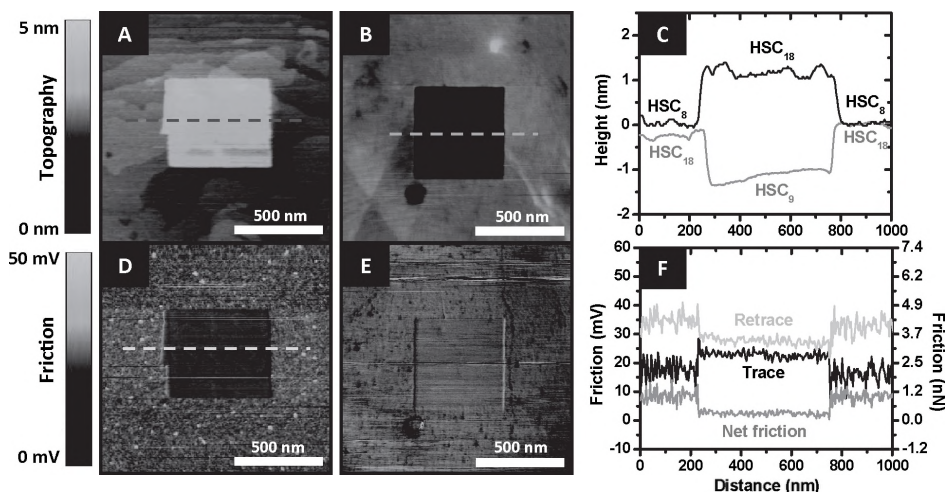 5 nm
Topography
0 nm
A
500 nm
B
500 nm
C
2
1
0
-1
-2
Height (nm)
HSC18
HSC8
HSC8
HSC18
HSC18
HSC9
0 200 400 600 800 1000
50 mV
Friction
0 mV
D
500 nm
E
500 nm
F
60
50
40
30
20
10
0
-10
Friction (mV)
Retrace
Trace
Net friction
7.4
6.2
4.9
3.7
2.5
1.2
0.0
-1.2
Friction (nN)
0 200 400 600 800 1000
Distance (nm)